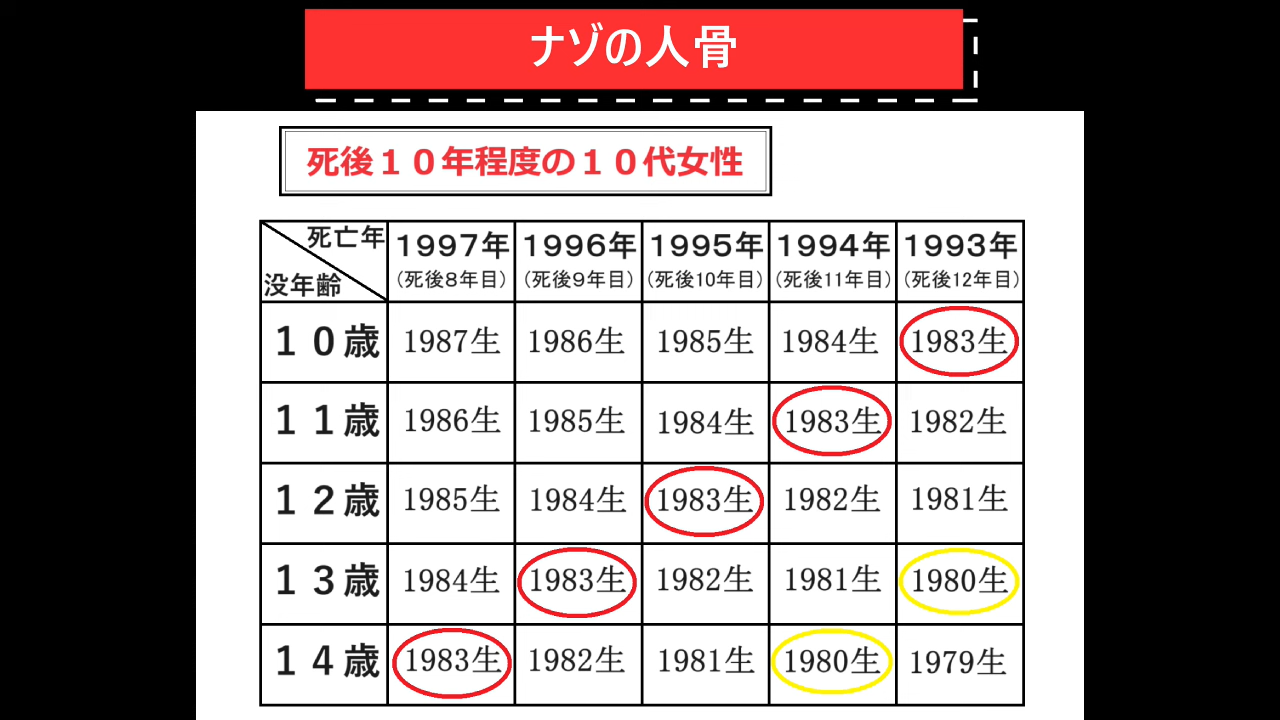 ナゾの人骨
死後１０年程度の１０代女性
死亡年 1997年 1996年 1995年 1994年 1993年
没年齢 (死後8年目) (死後9年目) (死後10年目) (死後11年目) (死後12年目)
１０歳 1987生 1986生 1985生 1984生 1983生
１１歳 1986生 1985生 1984生 1983生 1982生
１２歳 1985生 1984生 1983生 1982生 1981生
１３歳 1984生 1983生 1982生 1981生 1980生
１４歳 1983生 1982生 1981生 1980生 1979生